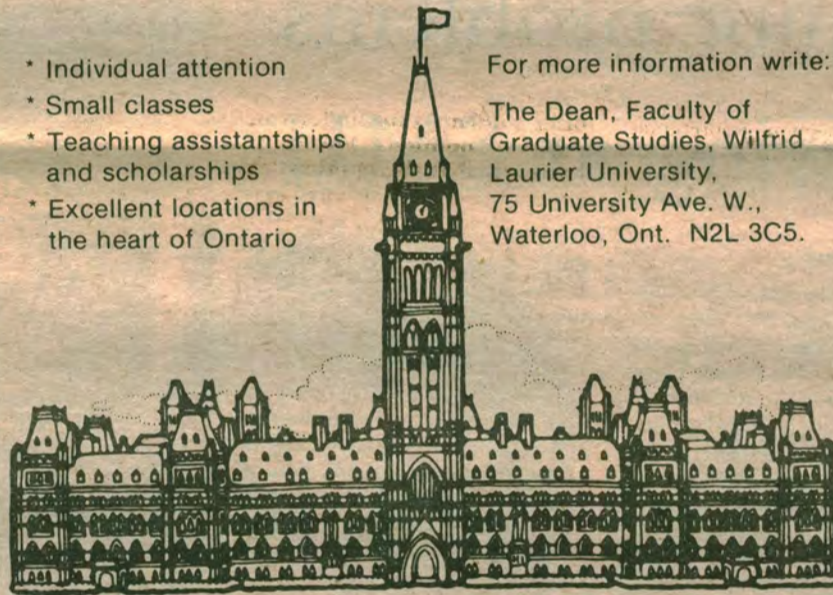 * Individual attention
* Small classes
* Teaching assistantships
and scholarships
* Excellent locations in
the heart of Ontario
For more information write:
The Dean, Faculty of
Graduate Studies, Wilfrid
Laurier University,
75 University Ave. W.,
Waterloo, Ont. N2L 3C5.